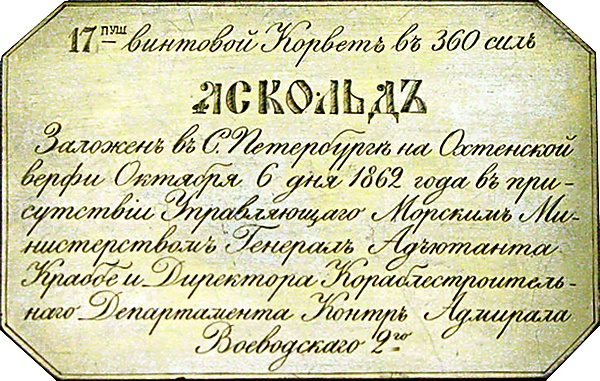 17 пуш винтовой Корветъ въ 360 силъ
АСКОЛЬДЪ
Заложенъ въ С. Петербургѣ на Охтенской
верфи Октября 6 дня 1862 года въ при-
сутствiи Управляющаго Морскимъ Ми-
нистерствомъ Генералъ Адъютанта
Краббе и Директора Кораблестроитель-
наго Департамента Контръ Адмирала
Воеводскаго 2го